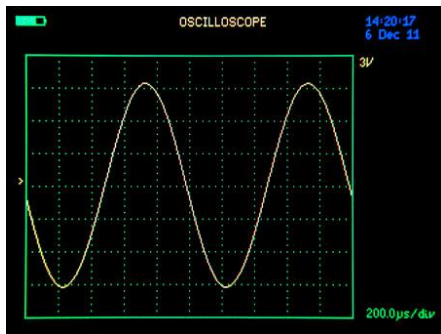 OSCILLOSCOPE
14:20:17
6 Dec 11
3V
200.0µs/div